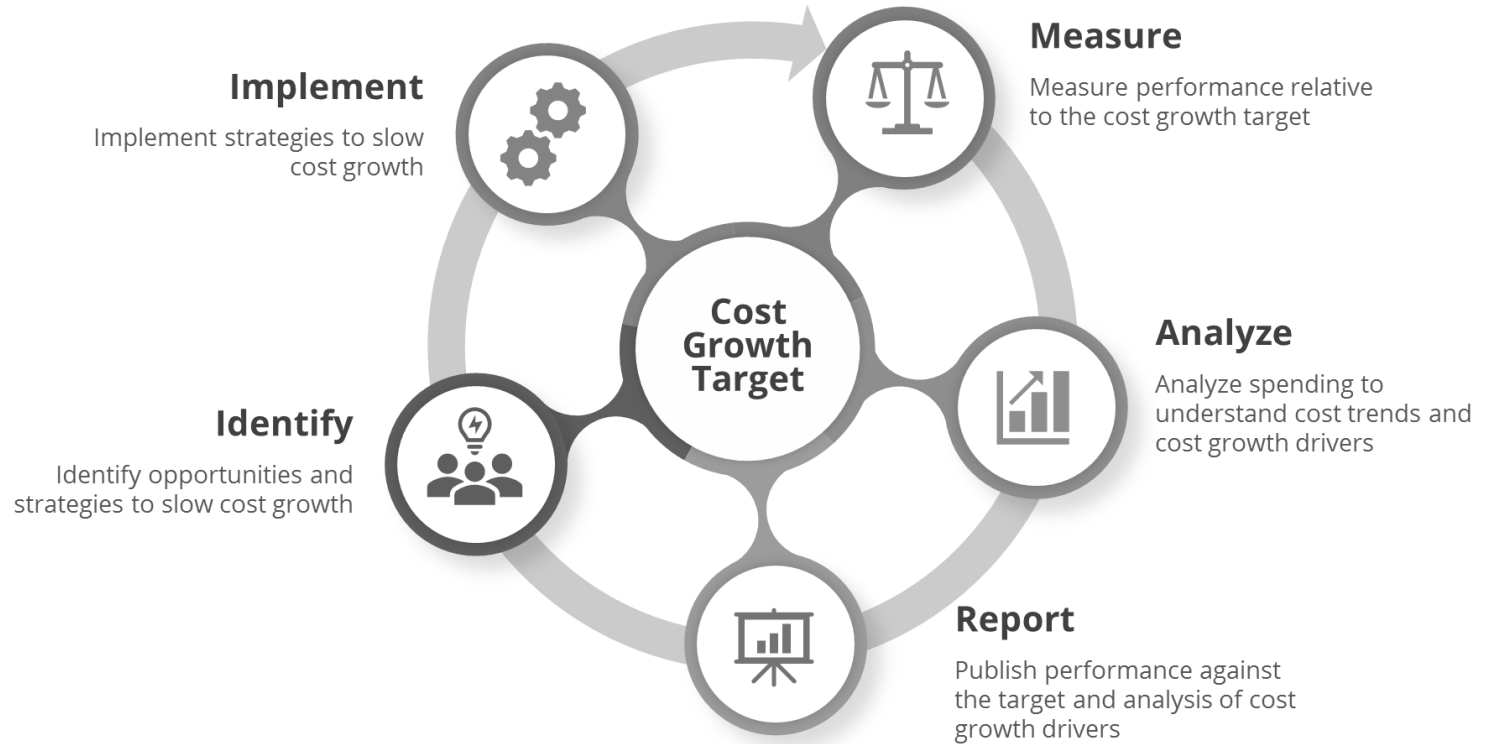 Measure
Measure performance relative
to the cost growth target
Implement
Implement strategies to slow
cost growth
Cost
Growth
Target
Analyze
Analyze spending to
understand cost trends and
cost growth drivers
Identify
Identify opportunities and
strategies to slow cost growth
Report
Publish performance against
the target and analysis of cost
growth drivers